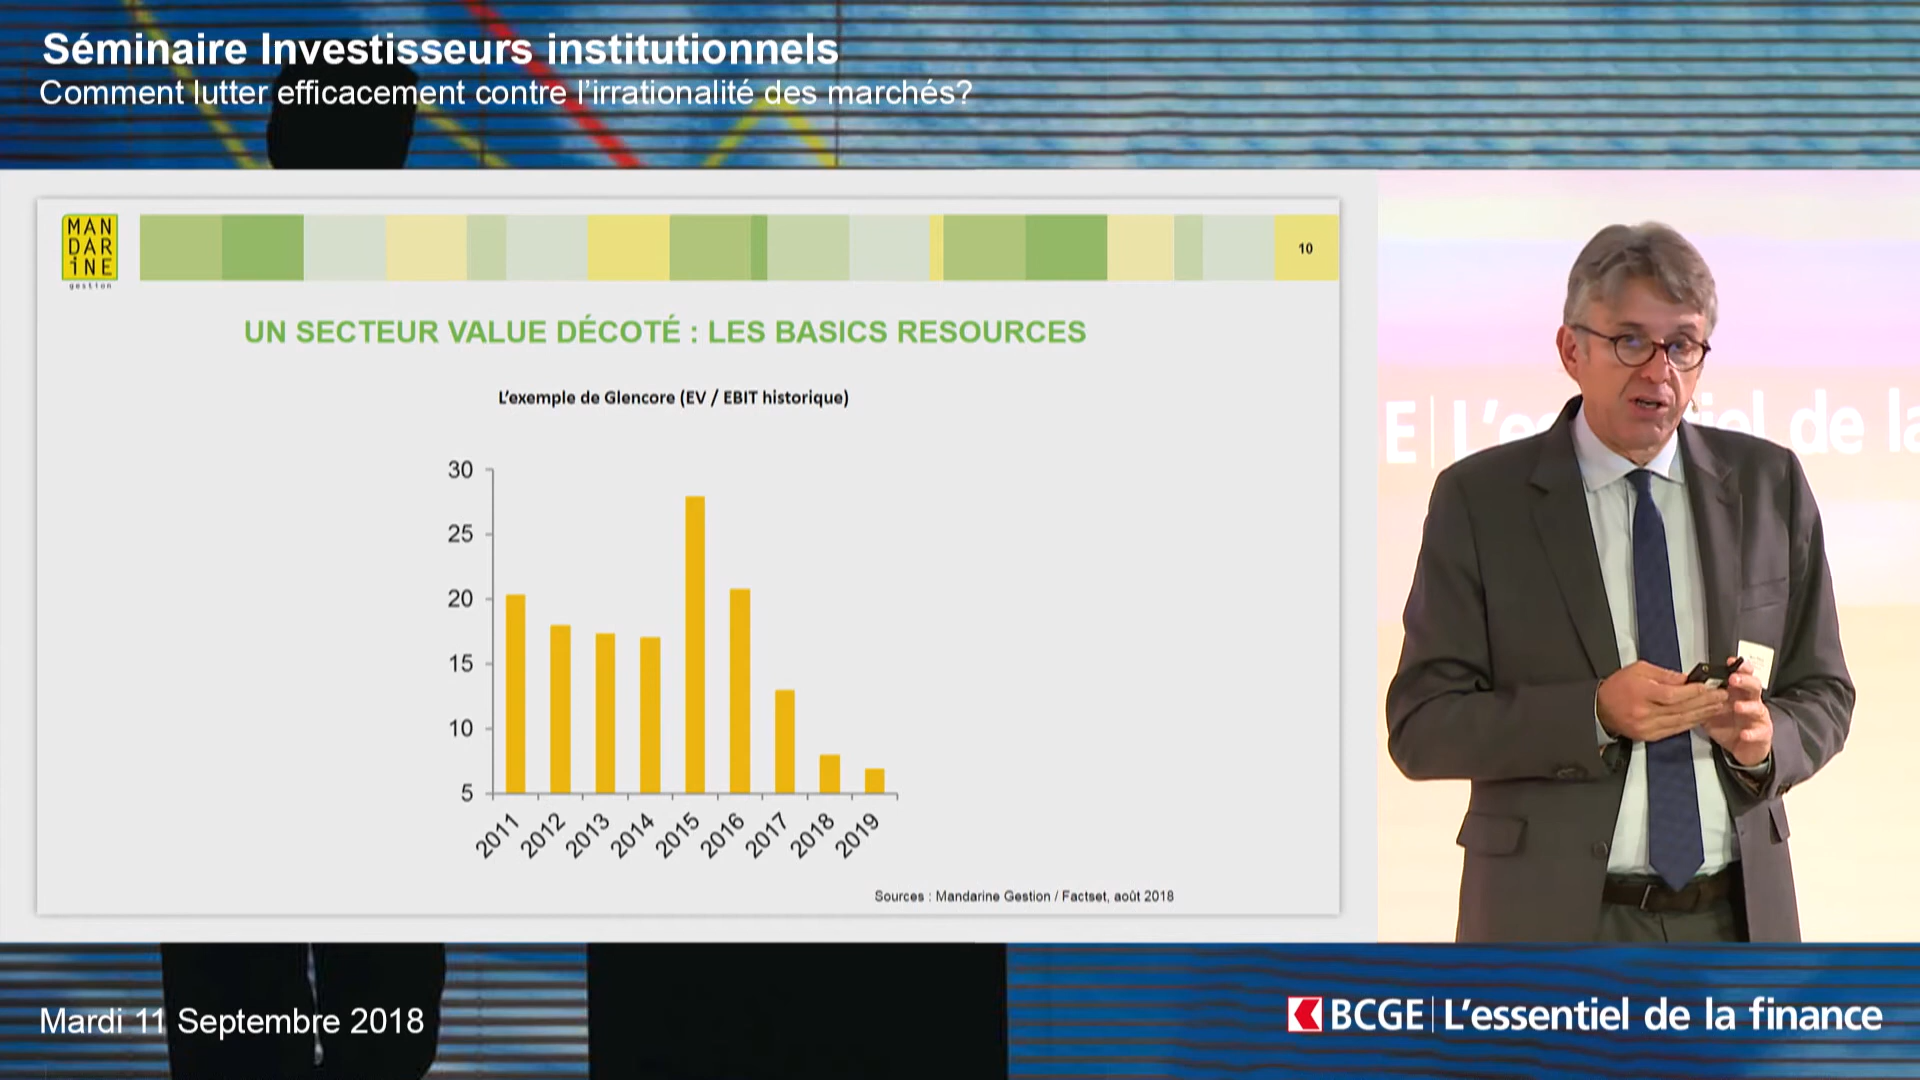 Séminaire Investisseurs institutionnels
Comment lutter efficacement contre l'irrationalité des marchés?
MAN
DAR
iNE
gestion
10
UN SECTEUR VALUE DÉCOTÉ : LES BASICS RESOURCES
L'exemple de Glencore (EV / EBIT historique)
30
25
20
15
10
5
2011 2012 2013 2014 2015 2016 2017 2018 2019
Sources : Mandarine Gestion / Factset, août 2018
E L'e iel de la
Mardi 11 Septembre 2018
BCGE L'essentiel de la finance